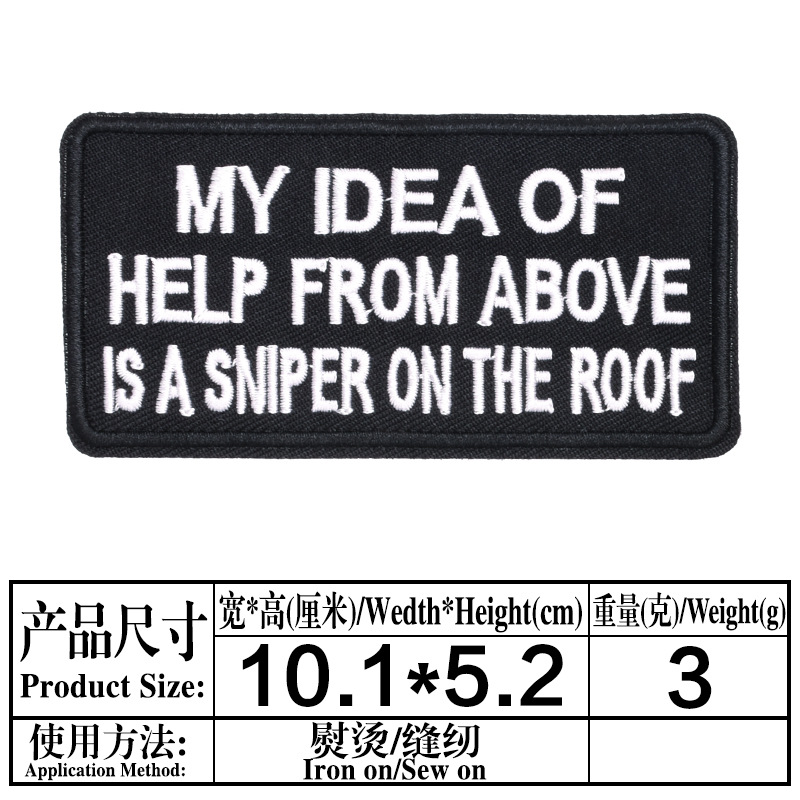 MY IDEA OF
HELP FROM ABOVE
IS A SNIPER ON THE ROOF
产品尺寸
Product Size:
宽*高(厘米)/Wedth*Height(cm)
重量(克)/Weight(g)
10.1*5.2
3
使用方法:
Application Method:
熨烫/缝纫
Iron on/Sew on